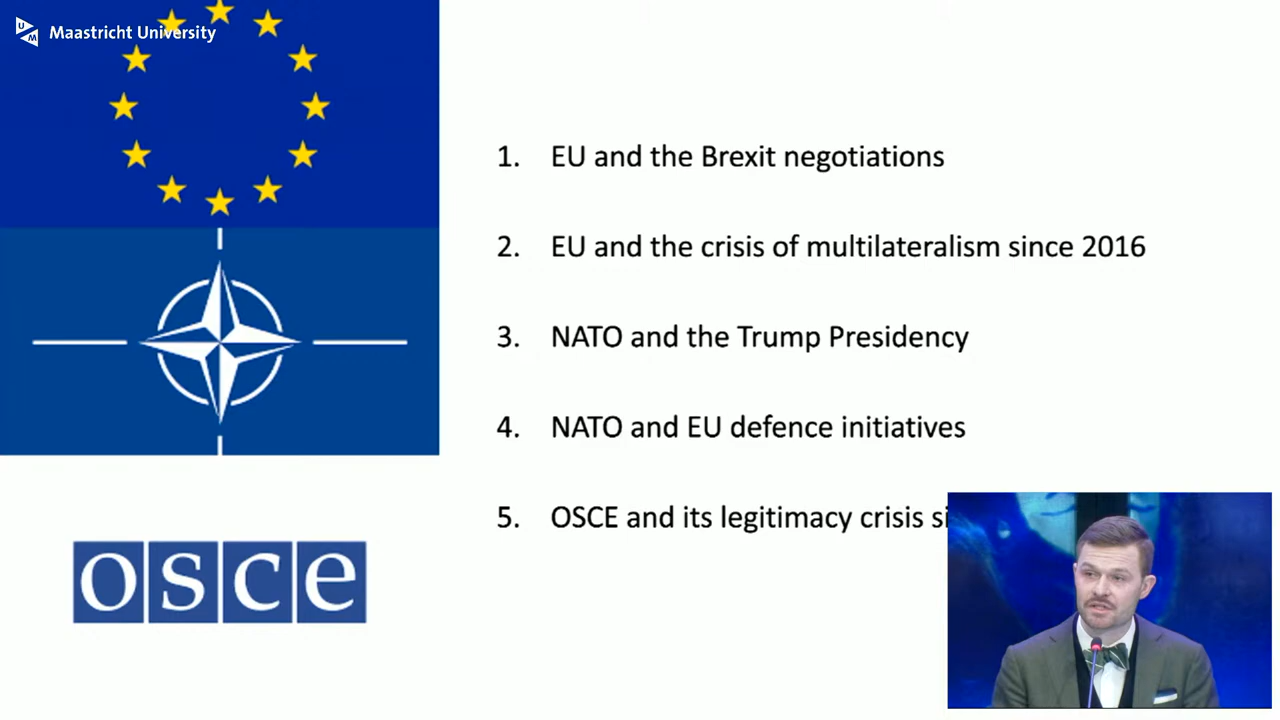 UM Maastricht University
1. EU and the Brexit negotiations
2. EU and the crisis of multilateralism since 2016
3. NATO and the Trump Presidency
4. NATO and EU defence initiatives
5. OSCE and its legitimacy crisis
osce